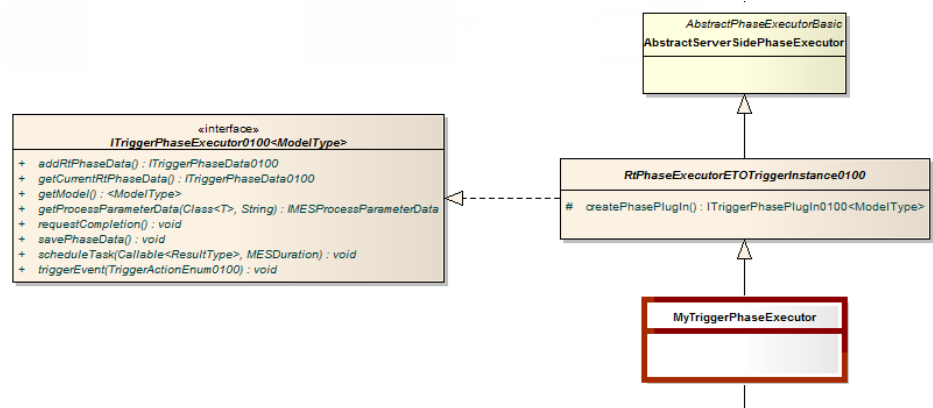 AbstractPhaseExecutorBasic
AbstractServerSidePhaseExecutor
«interface»
ITriggerPhaseExecutor0100<ModelType>
+ addRtPhaseData() : ITriggerPhaseData0100
+ getCurrentRtPhaseData() : ITriggerPhaseData0100
+ getModel() : <ModelType>
+ getProcessParameterData(Class<T>, String) : IMESProcessParameterData
+ requestCompletion() : void
+ savePhaseData() : void
+ scheduleTask(Callable<ResultType>, MESDuration) : void
+ triggerEvent(TriggerActionEnum0100) : void
RtPhaseExecutorETOTriggerInstance0100
# createPhasePlugIn() : ITriggerPhasePlugIn0100<ModelType>
MyTriggerPhaseExecutor